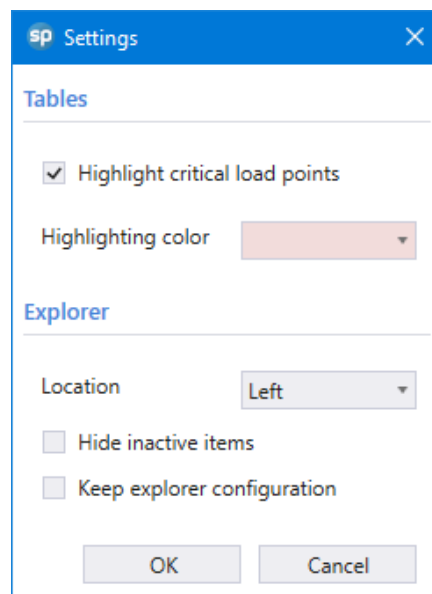 sp Settings
Tables
Highlight critical load points
Highlighting color
Explorer
Location Left
Hide inactive items
Keep explorer configuration
OK Cancel